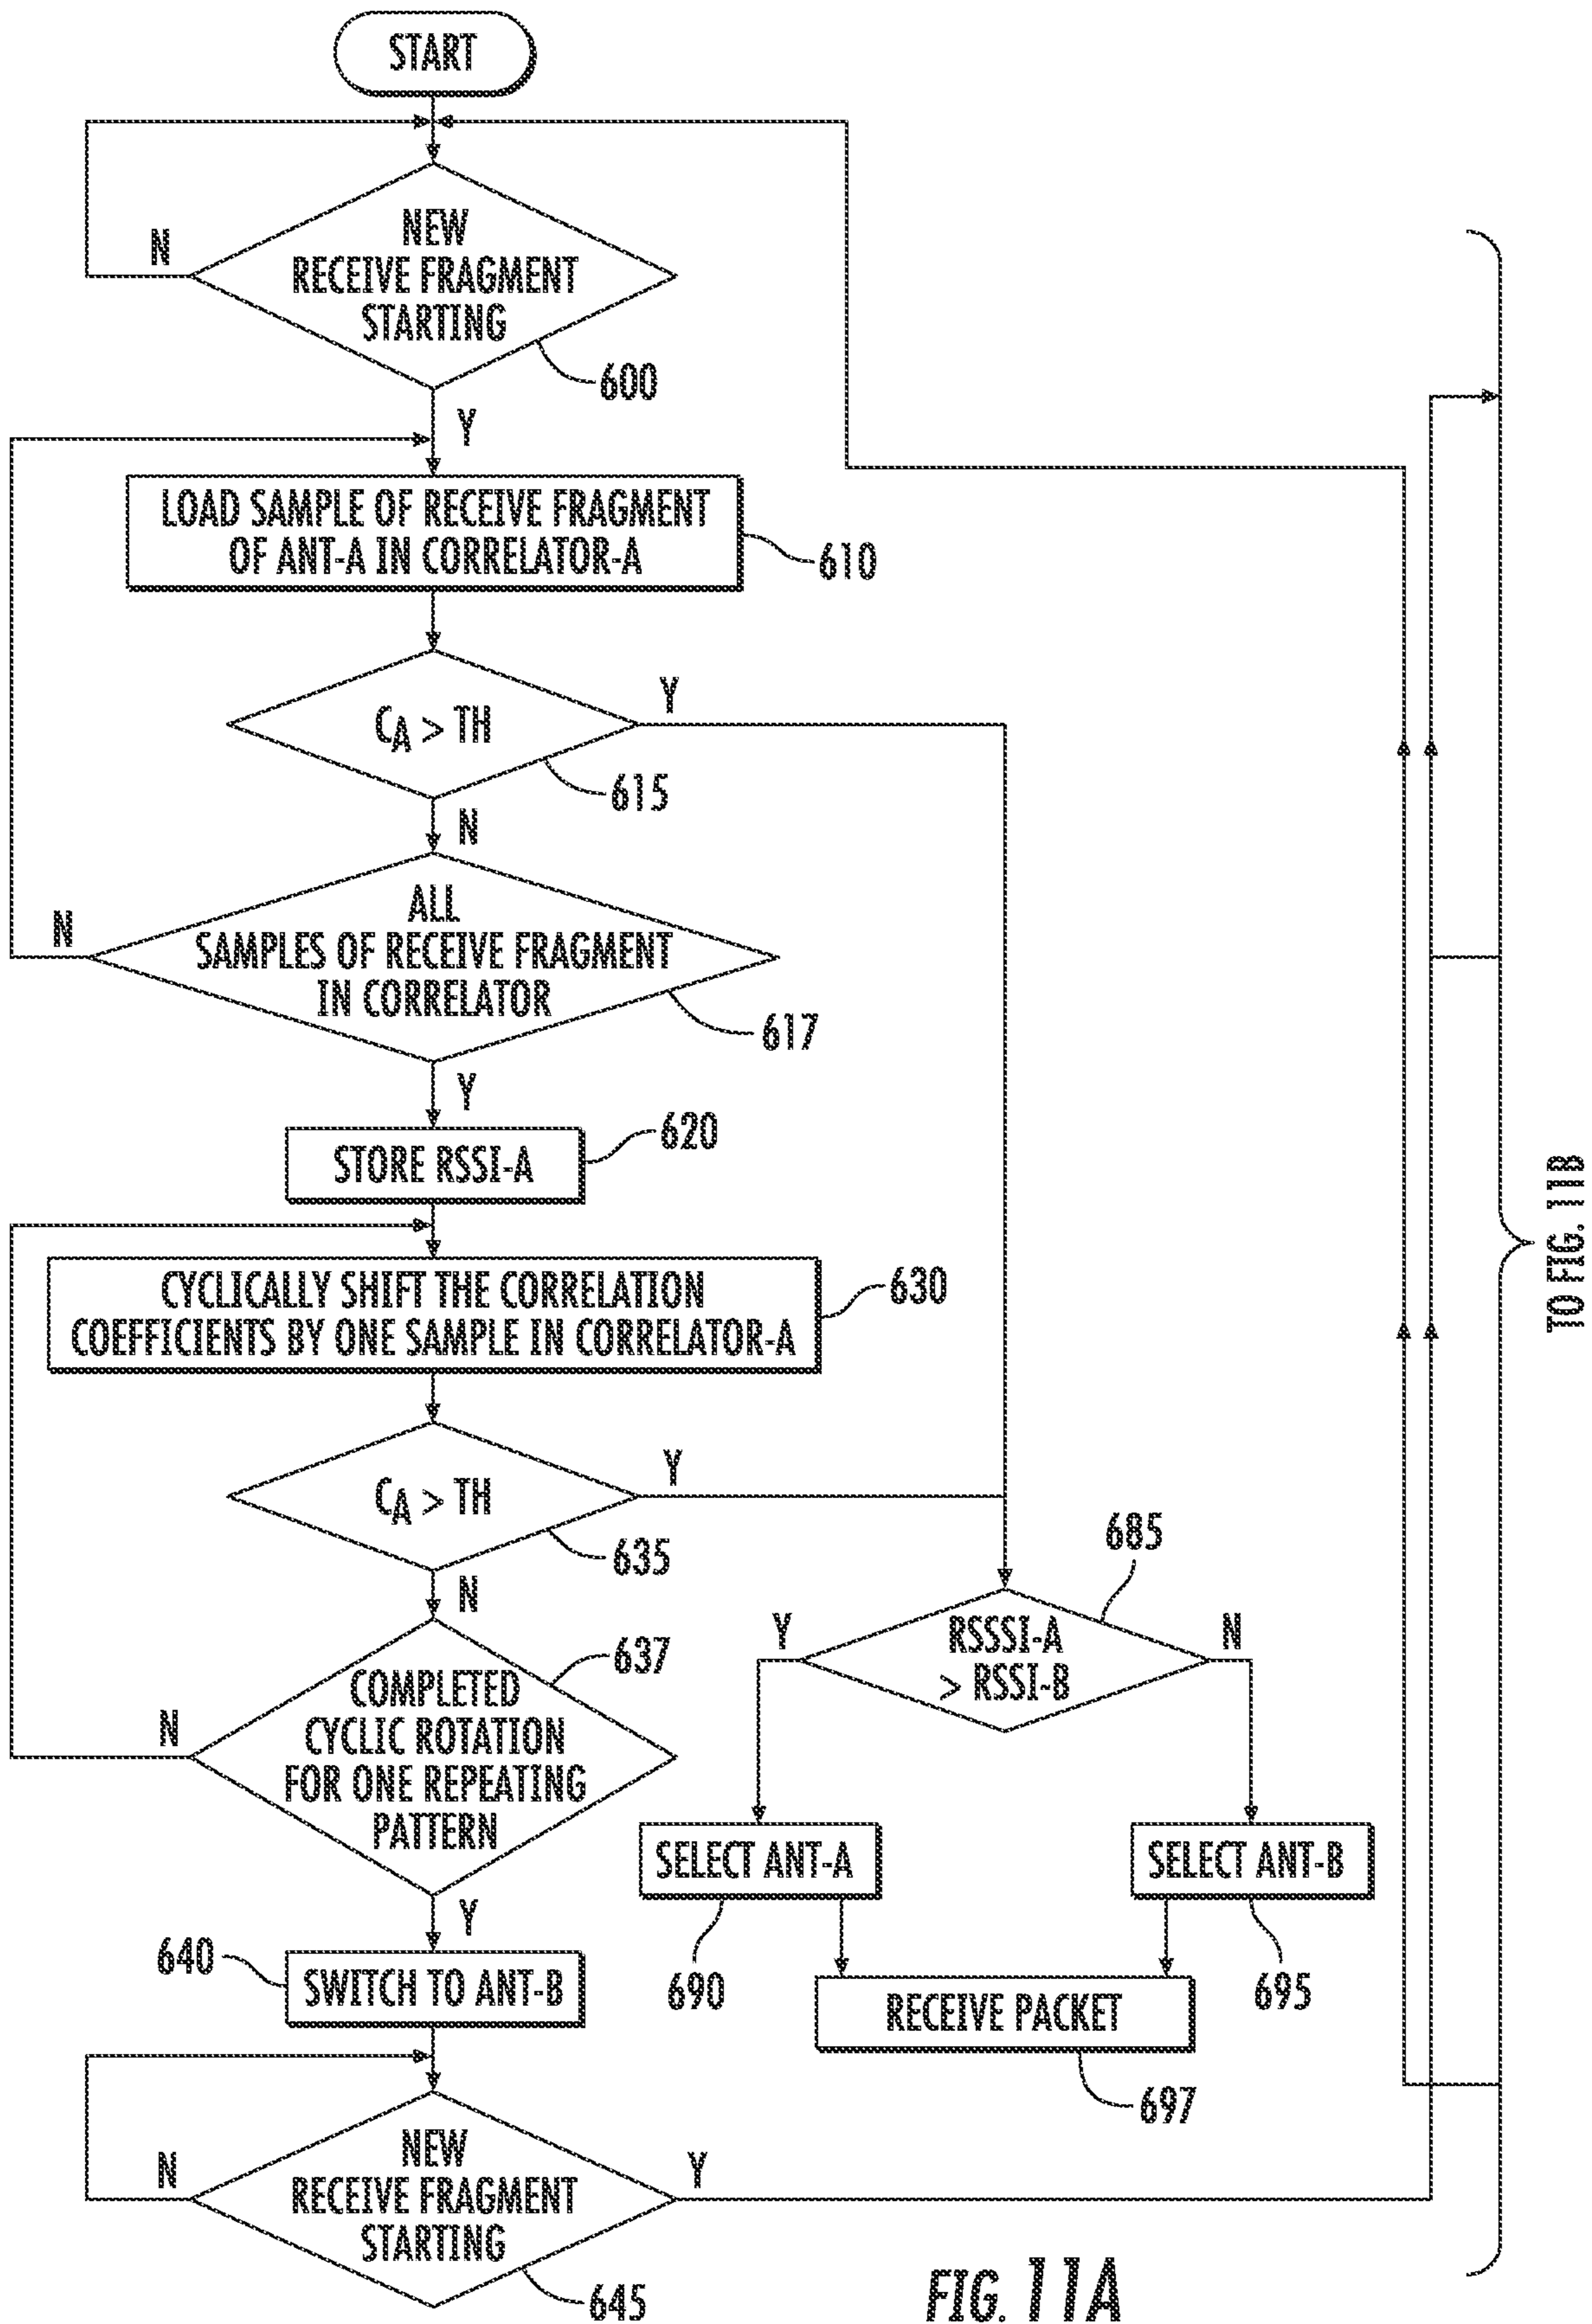 START
NEW
RECEIVE FRAGMENT
STARTING
N
600
Y
LOAD SAMPLE OF RECEIVE FRAGMENT
OF ANT-A IN CORRELATOR-A
610
CA > TH
Y
615
N
ALL
SAMPLES OF RECEIVE FRAGMENT
IN CORRELATOR
N
617
Y
STORE RSSI-A
620
CYCLICALLY SHIFT THE CORRELATION
COEFFICIENTS BY ONE SAMPLE IN CORRELATOR-A
630
CA > TH
Y
635
N
COMPLETED
CYCLIC ROTATION
FOR ONE REPEATING
PATTERN
637
N
Y
640
SWITCH TO ANT-B
NEW
RECEIVE FRAGMENT
STARTING
N
Y
645
685
RSSSI-A
> RSSI-B
Y
N
SELECT ANT-A
690
SELECT ANT-B
695
RECEIVE PACKET
697
TO FIG. 11B
FIG. 11A